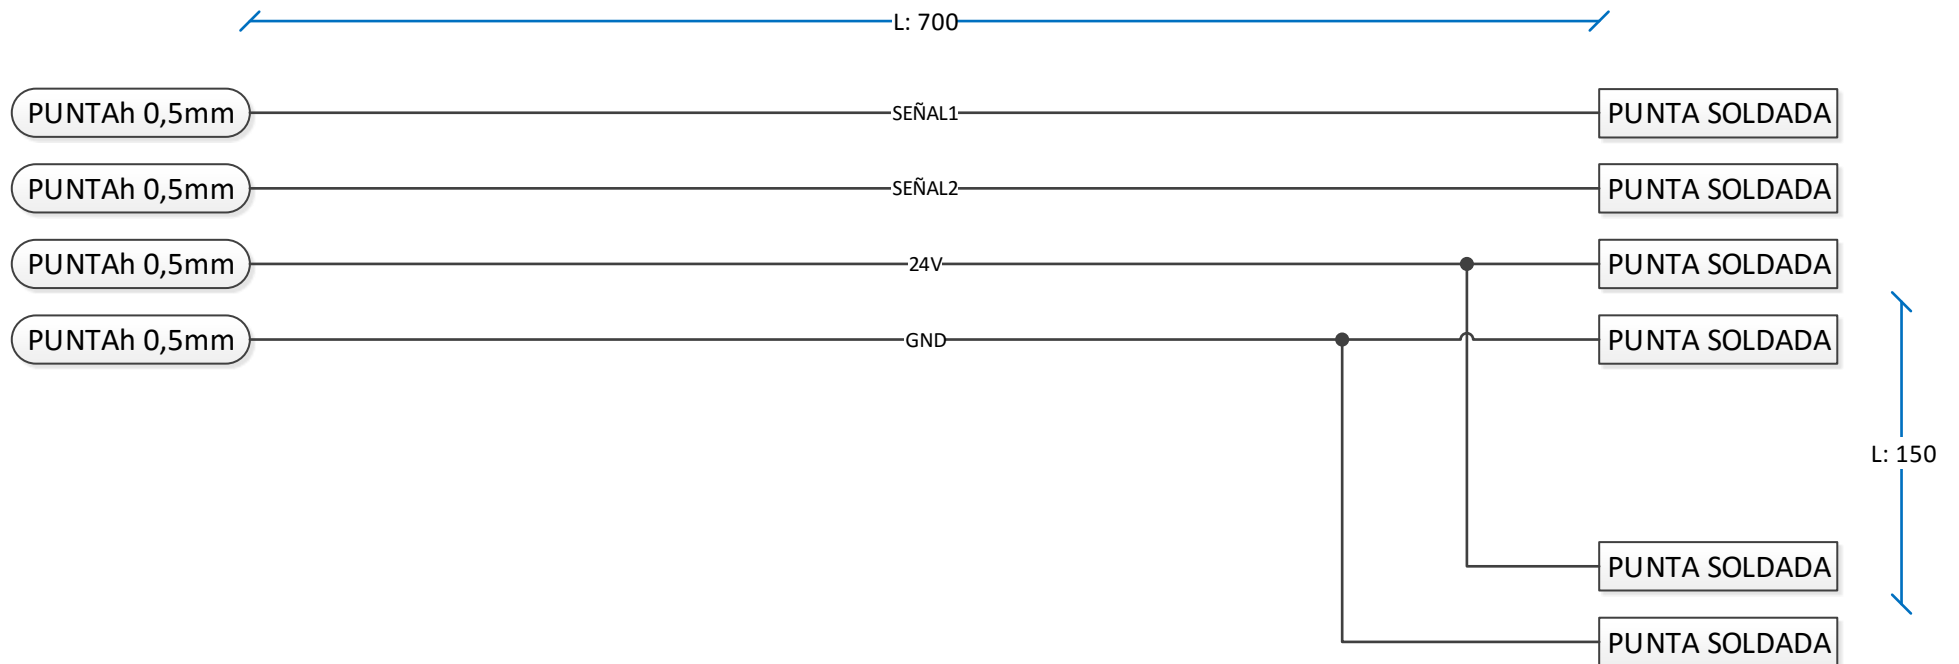 L: 700
PUNTAh 0,5mm SEÑAL1 PUNTA SOLDADA
PUNTAh 0,5mm SEÑAL2 PUNTA SOLDADA
PUNTAh 0,5mm 24V PUNTA SOLDADA
PUNTAh 0,5mm GND PUNTA SOLDADA
L: 150
PUNTA SOLDADA
PUNTA SOLDADA